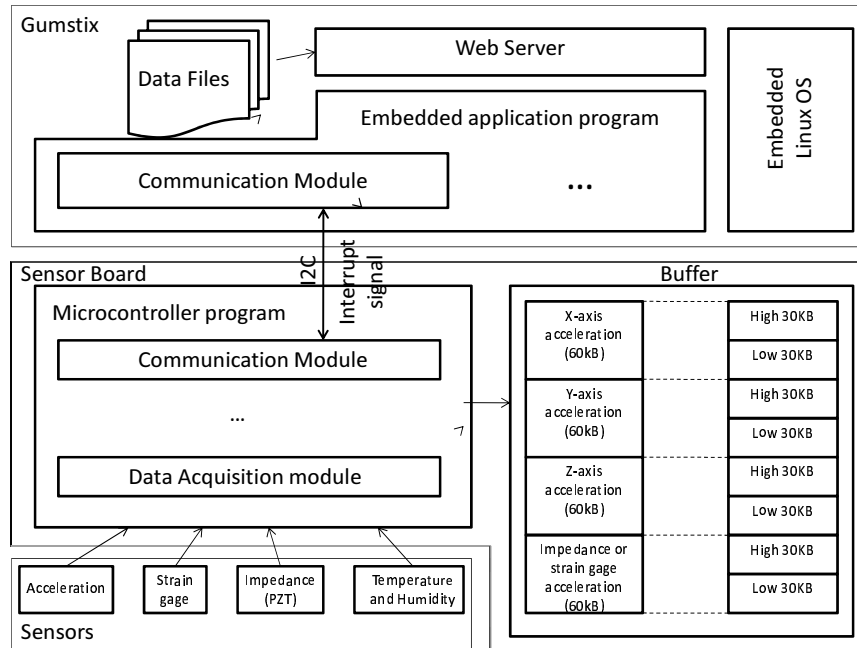 Gumstix
Data Files
Web Server
Embedded application program
Communication Module
...
Embedded
Linux OS
I2C
Interrupt
signal
Sensor Board
Microcontroller program
Communication Module
...
Data Acquisition module
Buffer
X-axis
acceleration
(60kB)
High 30KB
Low 30KB
Y-axis
acceleration
(60kB)
High 30KB
Low 30KB
Z-axis
acceleration
(60kB)
High 30KB
Low 30KB
Impedance or
strain gage
acceleration
(60kB)
High 30KB
Low 30KB
Acceleration
Strain
gage
Impedance
(PZT)
Temperature
and Humidity
Sensors